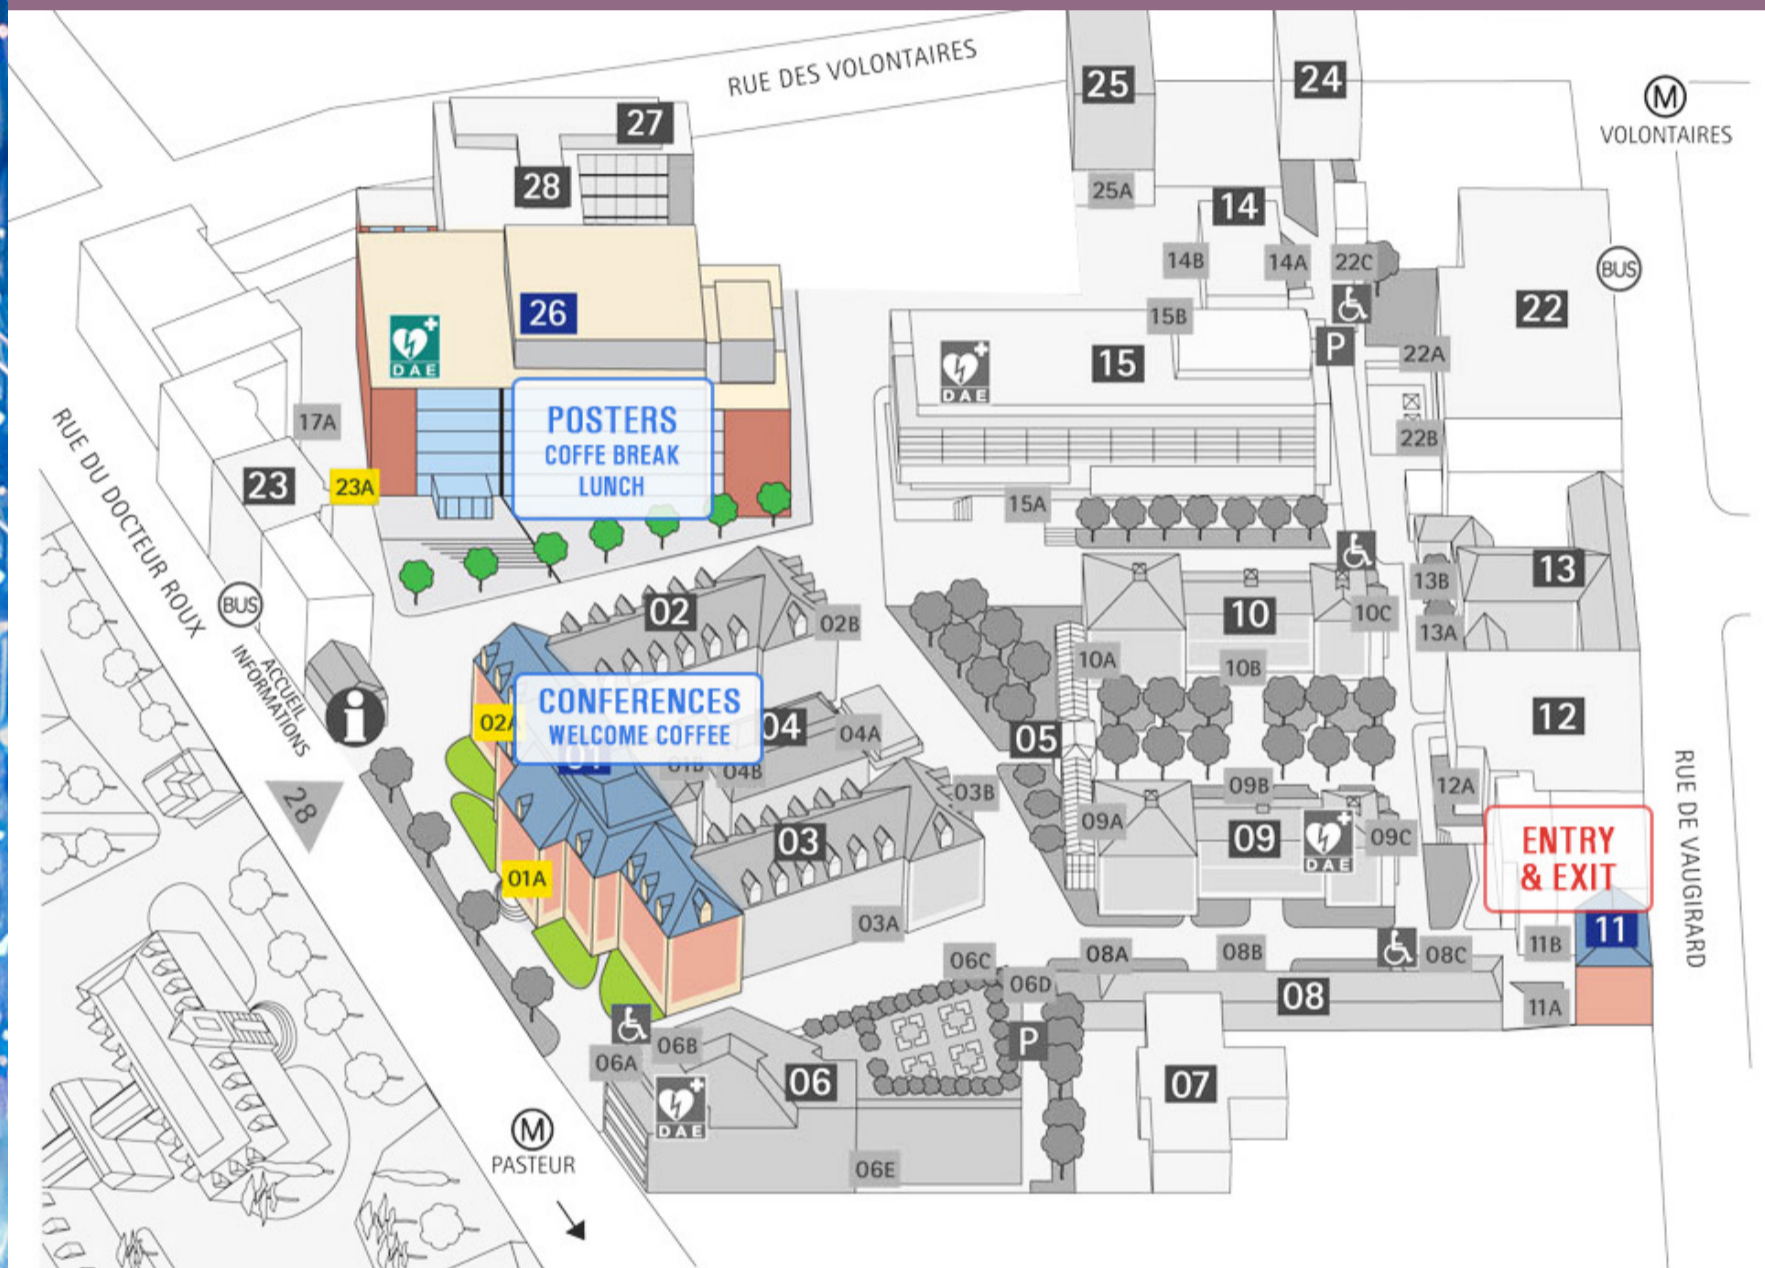 RUE DES VOLONTAIRES
25
24
M
VOLONTAIRES
27
28
25A
14
14B
14A
22C
BUS
26
15B
22
DAE
15
P
22A
DAE
POSTERS
COFFE BREAK
LUNCH
17A
22B
RUE DU DOCTEUR ROUX
23
23A
15A
13
13B
BUS
02
02B
10
10C
13A
ACCUEIL
INFORMATIONS
10A
10B
i
CONFERENCES
WELCOME COFFEE
02A
01
04
04A
01B
04B
05
12
RUE DE VAUGIRARD
28
03B
09B
12A
03
09A
09
DAE
09C
ENTRY
& EXIT
01A
03A
11
11B
06C
08A
08B
08C
06D
08
11A
06A
06B
P
06
07
DAE
M
PASTEUR
06E